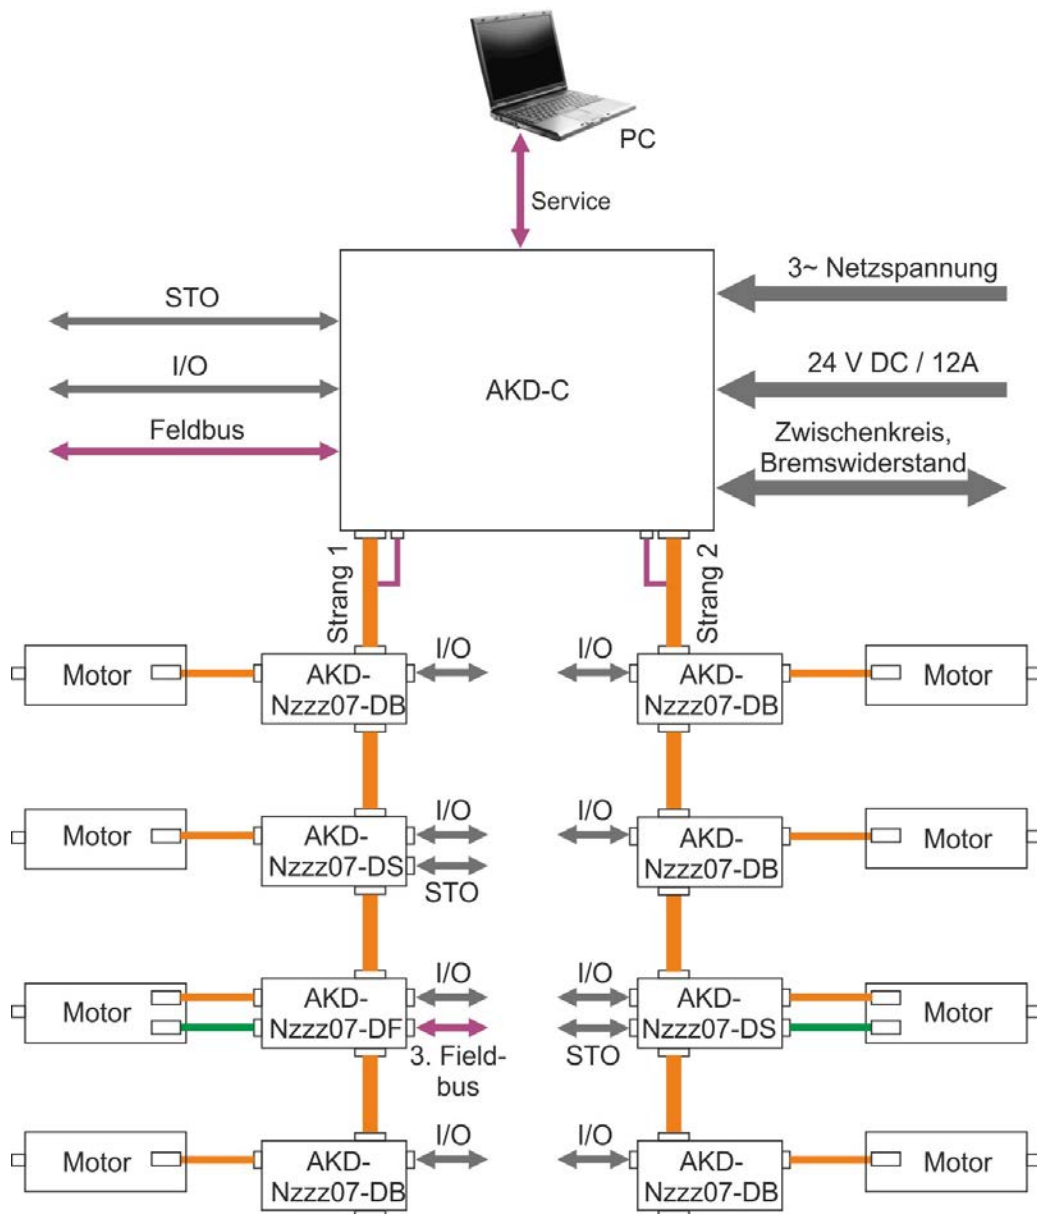 PC
Service
3~ Netzspannung
STO
I/O
24 V DC / 12A
AKD-C
Feldbus
Zwischenkreis,
Bremswiderstand
Strang 1
Strang 2
Motor
AKD-
Nzzz07-DB
I/O
I/O
AKD-
Nzzz07-DB
Motor
Motor
AKD-
Nzzz07-DS
I/O
STO
I/O
AKD-
Nzzz07-DB
Motor
Motor
AKD-
Nzzz07-DF
I/O
3. Field-
bus
I/O
STO
AKD-
Nzzz07-DS
Motor
Motor
AKD-
Nzzz07-DB
I/O
I/O
AKD-
Nzzz07-DB
Motor